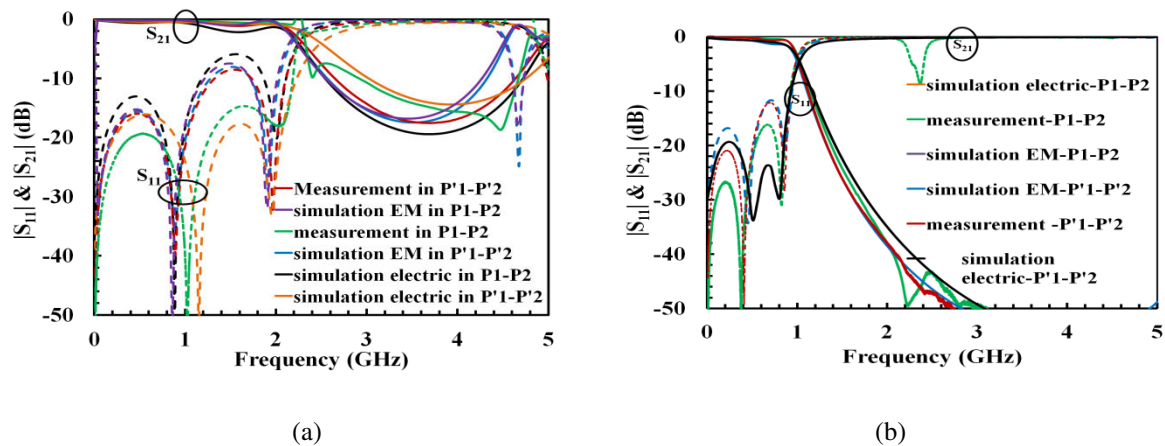 0
-10
-20
-30
-40
-50
|S11| & |S21| (dB)
S21
S11
Measurement in P'1-P'2
simulation EM in P1-P2
measurement in P1-P2
simulation EM in P'1-P'2
simulation electric in P1-P2
simulation electric in P'1-P'2
0 1 2 3 4 5
Frequency (GHz)
(a)
0
-10
-20
-30
-40
-50
|S11| & |S21| (dB)
S21
S11
simulation electric-P1-P2
measurement-P1-P2
simulation EM-P1-P2
simulation EM-P'1-P'2
measurement -P'1-P'2
simulation
electric-P'1-P'2
0 1 2 3 4 5
Frequency (GHz)
(b)